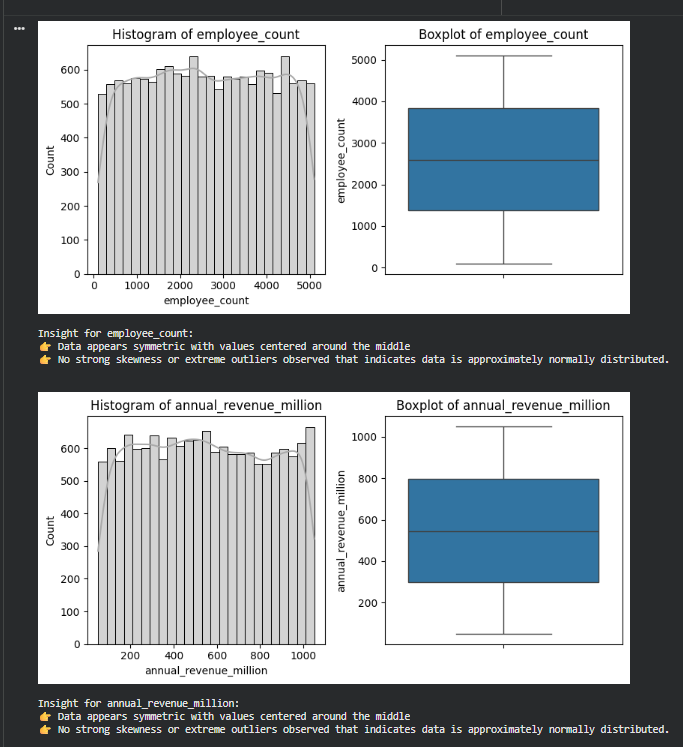 Histogram of employee_count
Boxplot of employee_count
600
500
400
300
200
100
0
Count
0 1000 2000 3000 4000 5000
employee_count
5000
4000
3000
2000
1000
0
employee_count
Insight for employee_count:
👉 Data appears symmetric with values centered around the middle
👉 No strong skewness or extreme outliers observed that indicates data is approximately normally distributed.
Histogram of annual_revenue_million
Boxplot of annual_revenue_million
600
500
400
300
200
100
0
Count
200 400 600 800 1000
annual_revenue_million
1000
800
600
400
200
annual_revenue_million
Insight for annual_revenue_million:
👉 Data appears symmetric with values centered around the middle
👉 No strong skewness or extreme outliers observed that indicates data is approximately normally distributed.